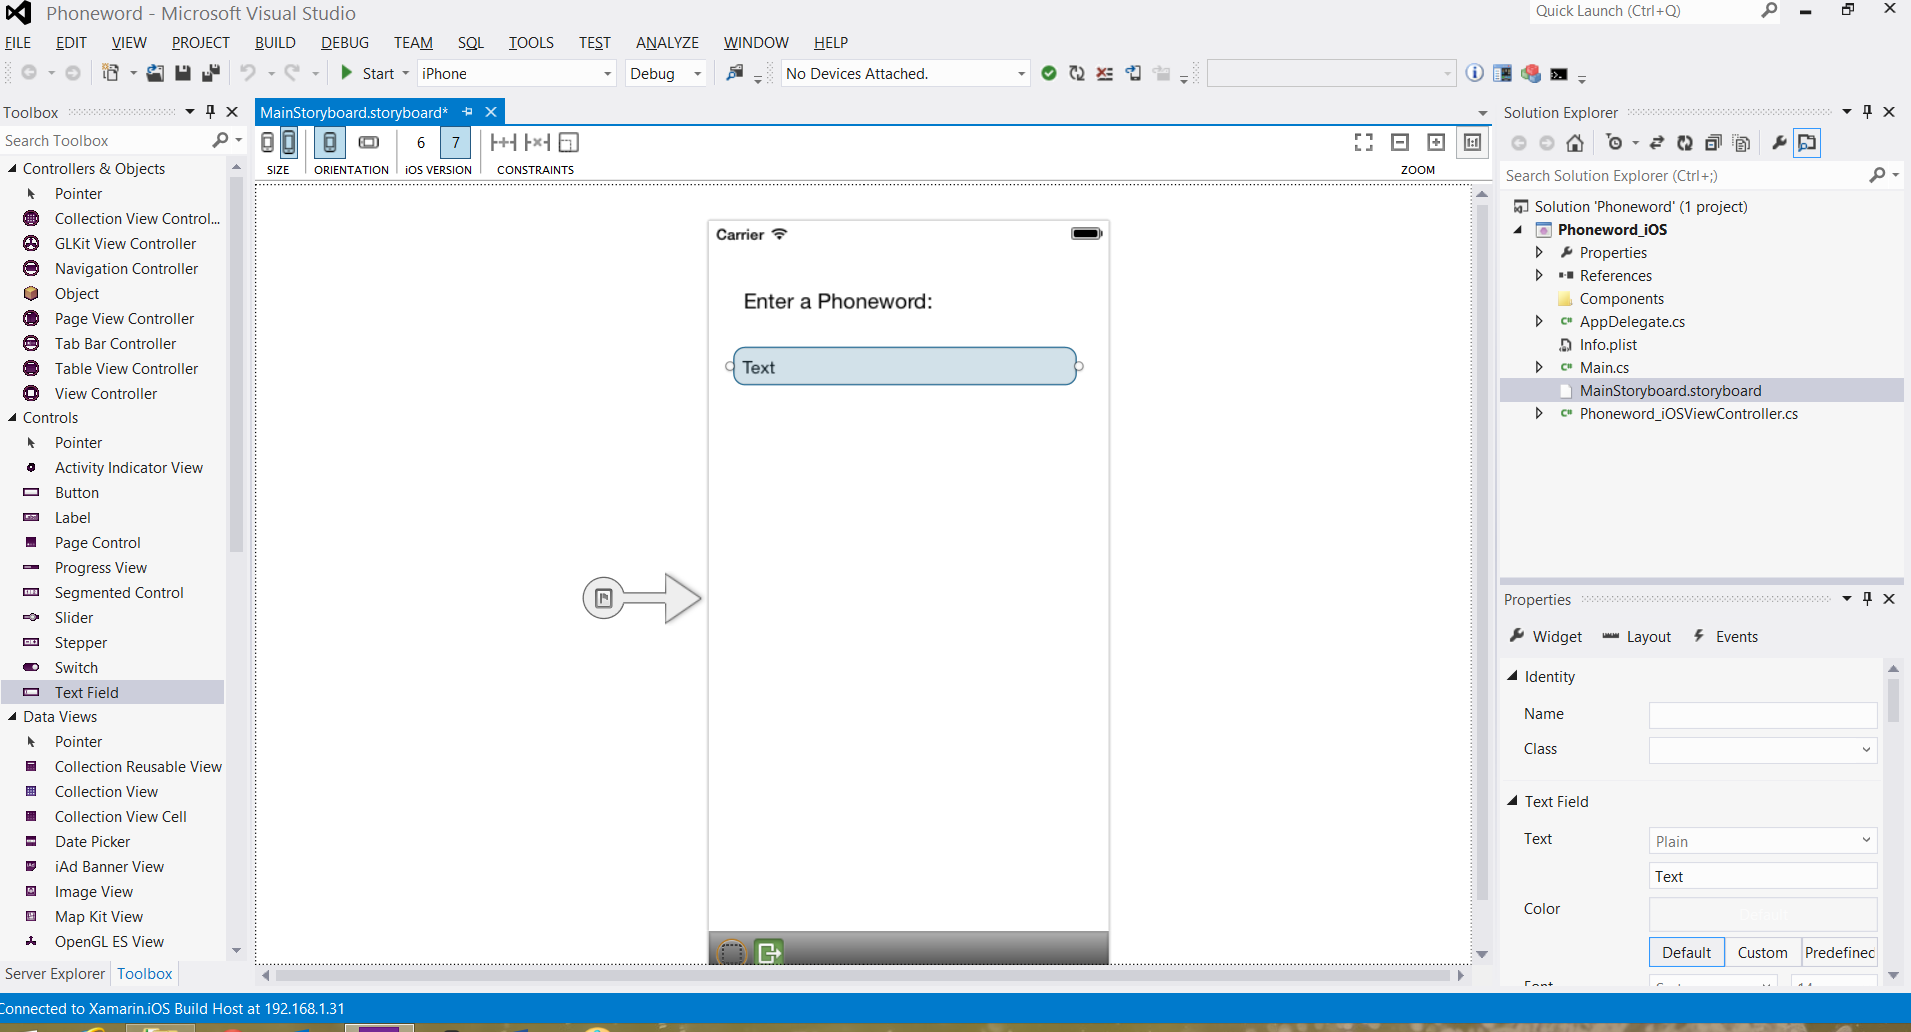 Phoneword - Microsoft Visual Studio
Quick Launch (Ctrl+Q)
FILE EDIT VIEW PROJECT BUILD DEBUG TEAM SQL TOOLS TEST ANALYZE WINDOW HELP
Start iPhone Debug No Devices Attached.
Toolbox
Search Toolbox
Controllers & Objects
Pointer
Collection View Control...
GLKit View Controller
Navigation Controller
Object
Page View Controller
Tab Bar Controller
Table View Controller
View Controller
Controls
Pointer
Activity Indicator View
Button
Label
Page Control
Progress View
Segmented Control
Slider
Stepper
Switch
Text Field
Data Views
Pointer
Collection Reusable View
Collection View
Collection View Cell
Date Picker
iAd Banner View
Image View
Map Kit View
OpenGL ES View
Server Explorer Toolbox
MainStoryboard.storyboard*
6 7
SIZE ORIENTATION iOS VERSION CONSTRAINTS ZOOM
Carrier
Enter a Phoneword:
Text
Solution Explorer
Search Solution Explorer (Ctrl+;)
Solution 'Phoneword' (1 project)
Phoneword_iOS
Properties
References
Components
AppDelegate.cs
Info.plist
Main.cs
MainStoryboard.storyboard
Phoneword_iOSViewController.cs
Properties
Widget Layout Events
Identity
Name
Class
Text Field
Text Plain
Text
Color Default
Default Custom Predefined
Font
Connected to Xamarin.iOS Build Host at 192.168.1.31